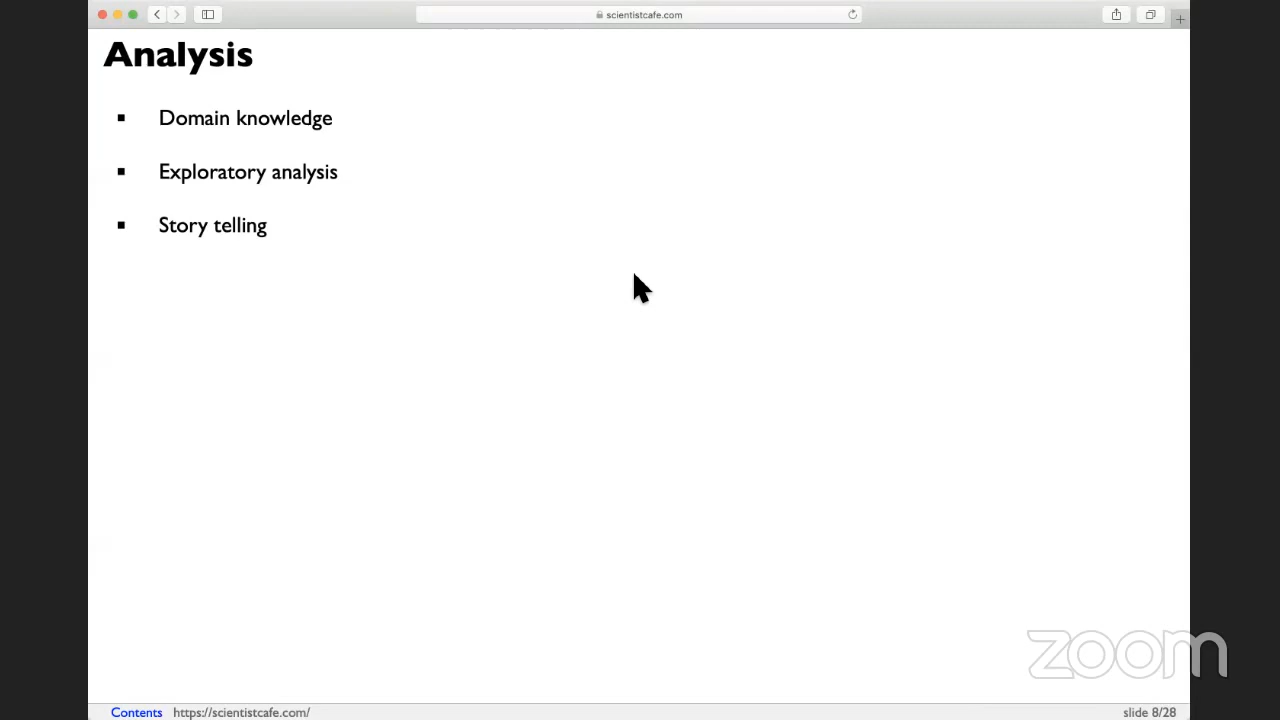 scientistcafe.com
Analysis
Domain knowledge
Exploratory analysis
Story telling
zoom
Contents https://scientistcafe.com/ slide 8/28